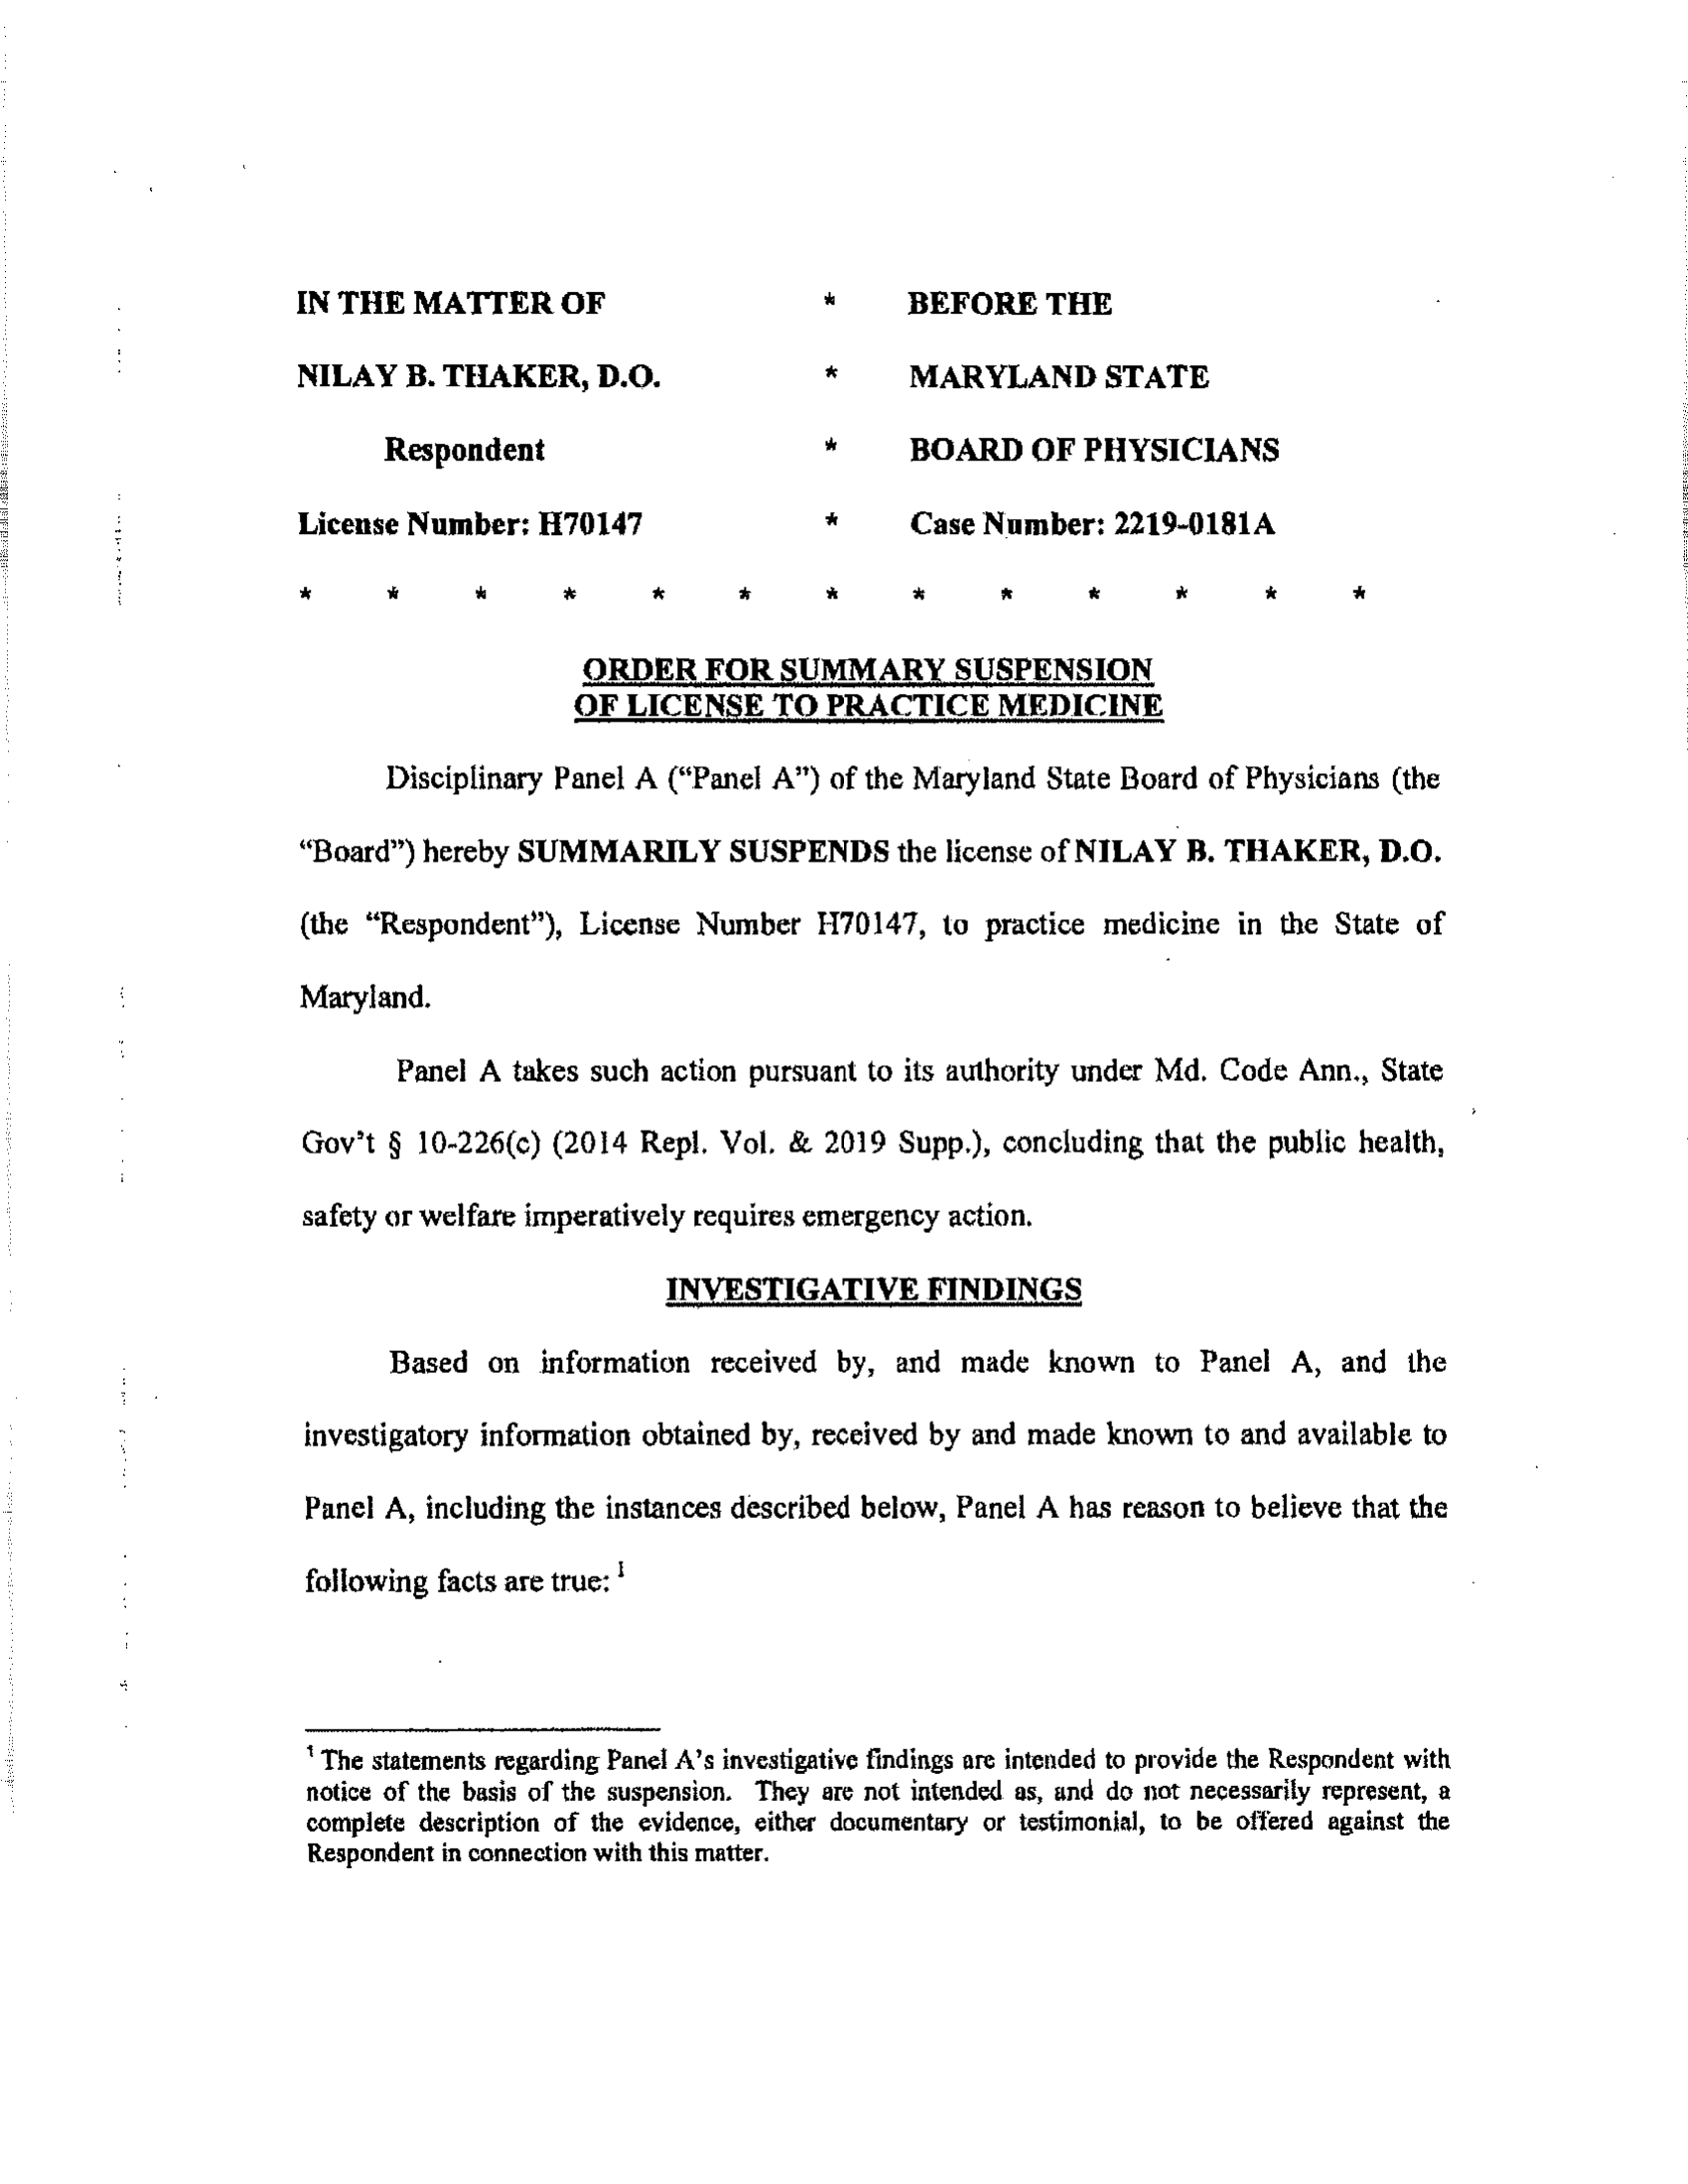 IN THE MATTER OF * BEFORE THE
NILAY B. THAKER, D.O. * MARYLAND STATE
Respondent * BOARD OF PHYSICIANS
License Number: H70147 * Case Number: 2219-0181A
* * * * * * * * * * * * *
ORDER FOR SUMMARY SUSPENSION
OF LICENSE TO PRACTICE MEDICINE
Disciplinary Panel A (“Panel A”) of the Maryland State Board of Physicians (the
“Board”) hereby SUMMARILY SUSPENDS the license of NILAY B. THAKER, D.O.
(the “Respondent”), License Number H70147, to practice medicine in the State of
Maryland.
Panel A takes such action pursuant to its authority under Md. Code Ann., State
Gov’t § 10-226(c) (2014 Repl. Vol. & 2019 Supp.), concluding that the public health,
safety or welfare imperatively requires emergency action.
INVESTIGATIVE FINDINGS
Based on information received by, and made known to Panel A, and the
investigatory information obtained by, received by and made known to and available to
Panel A, including the instances described below, Panel A has reason to believe that the
following facts are true: 1
1 The statements regarding Panel A’s investigative findings are intended to provide the Respondent with
notice of the basis of the suspension. They are not intended as, and do not necessarily represent, a
complete description of the evidence, either documentary or testimonial, to be offered against the
Respondent in connection with this matter.